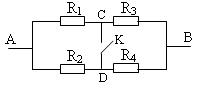 R₁ C R₃
A K B
R₂ D R₄